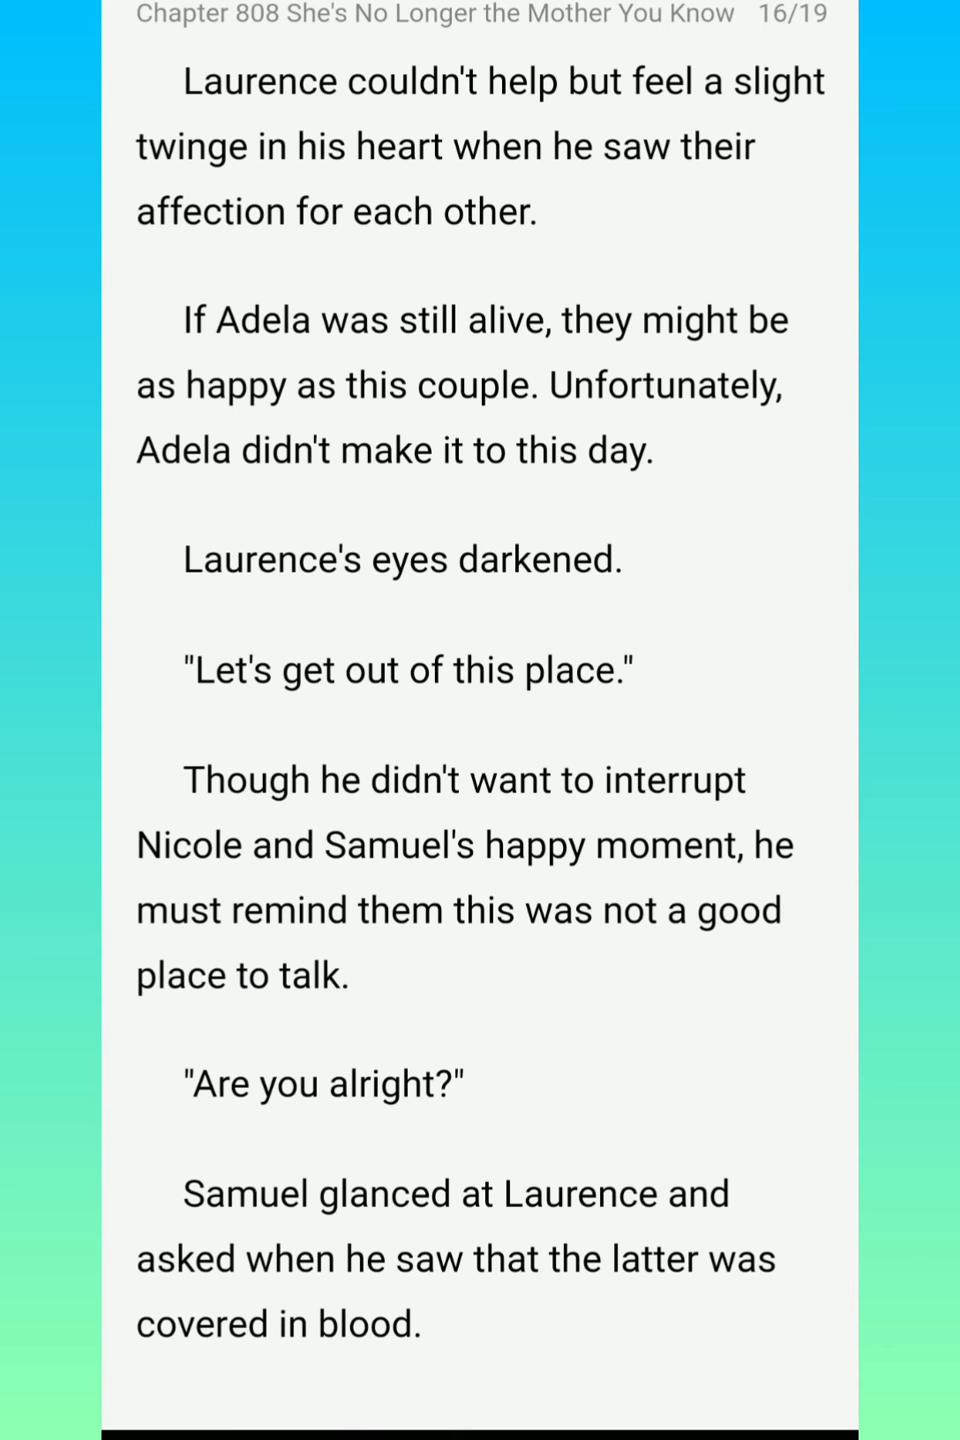 Chapter 808 She's No Longer the Mother You Know 16/19
Laurence couldn't help but feel a slight
twinge in his heart when he saw their
affection for each other.
If Adela was still alive, they might be
as happy as this couple. Unfortunately,
Adela didn't make it to this day.
Laurence's eyes darkened.
"Let's get out of this place."
Though he didn't want to interrupt
Nicole and Samuel's happy moment, he
must remind them this was not a good
place to talk.
"Are you alright?"
Samuel glanced at Laurence and
asked when he saw that the latter was
covered in blood.